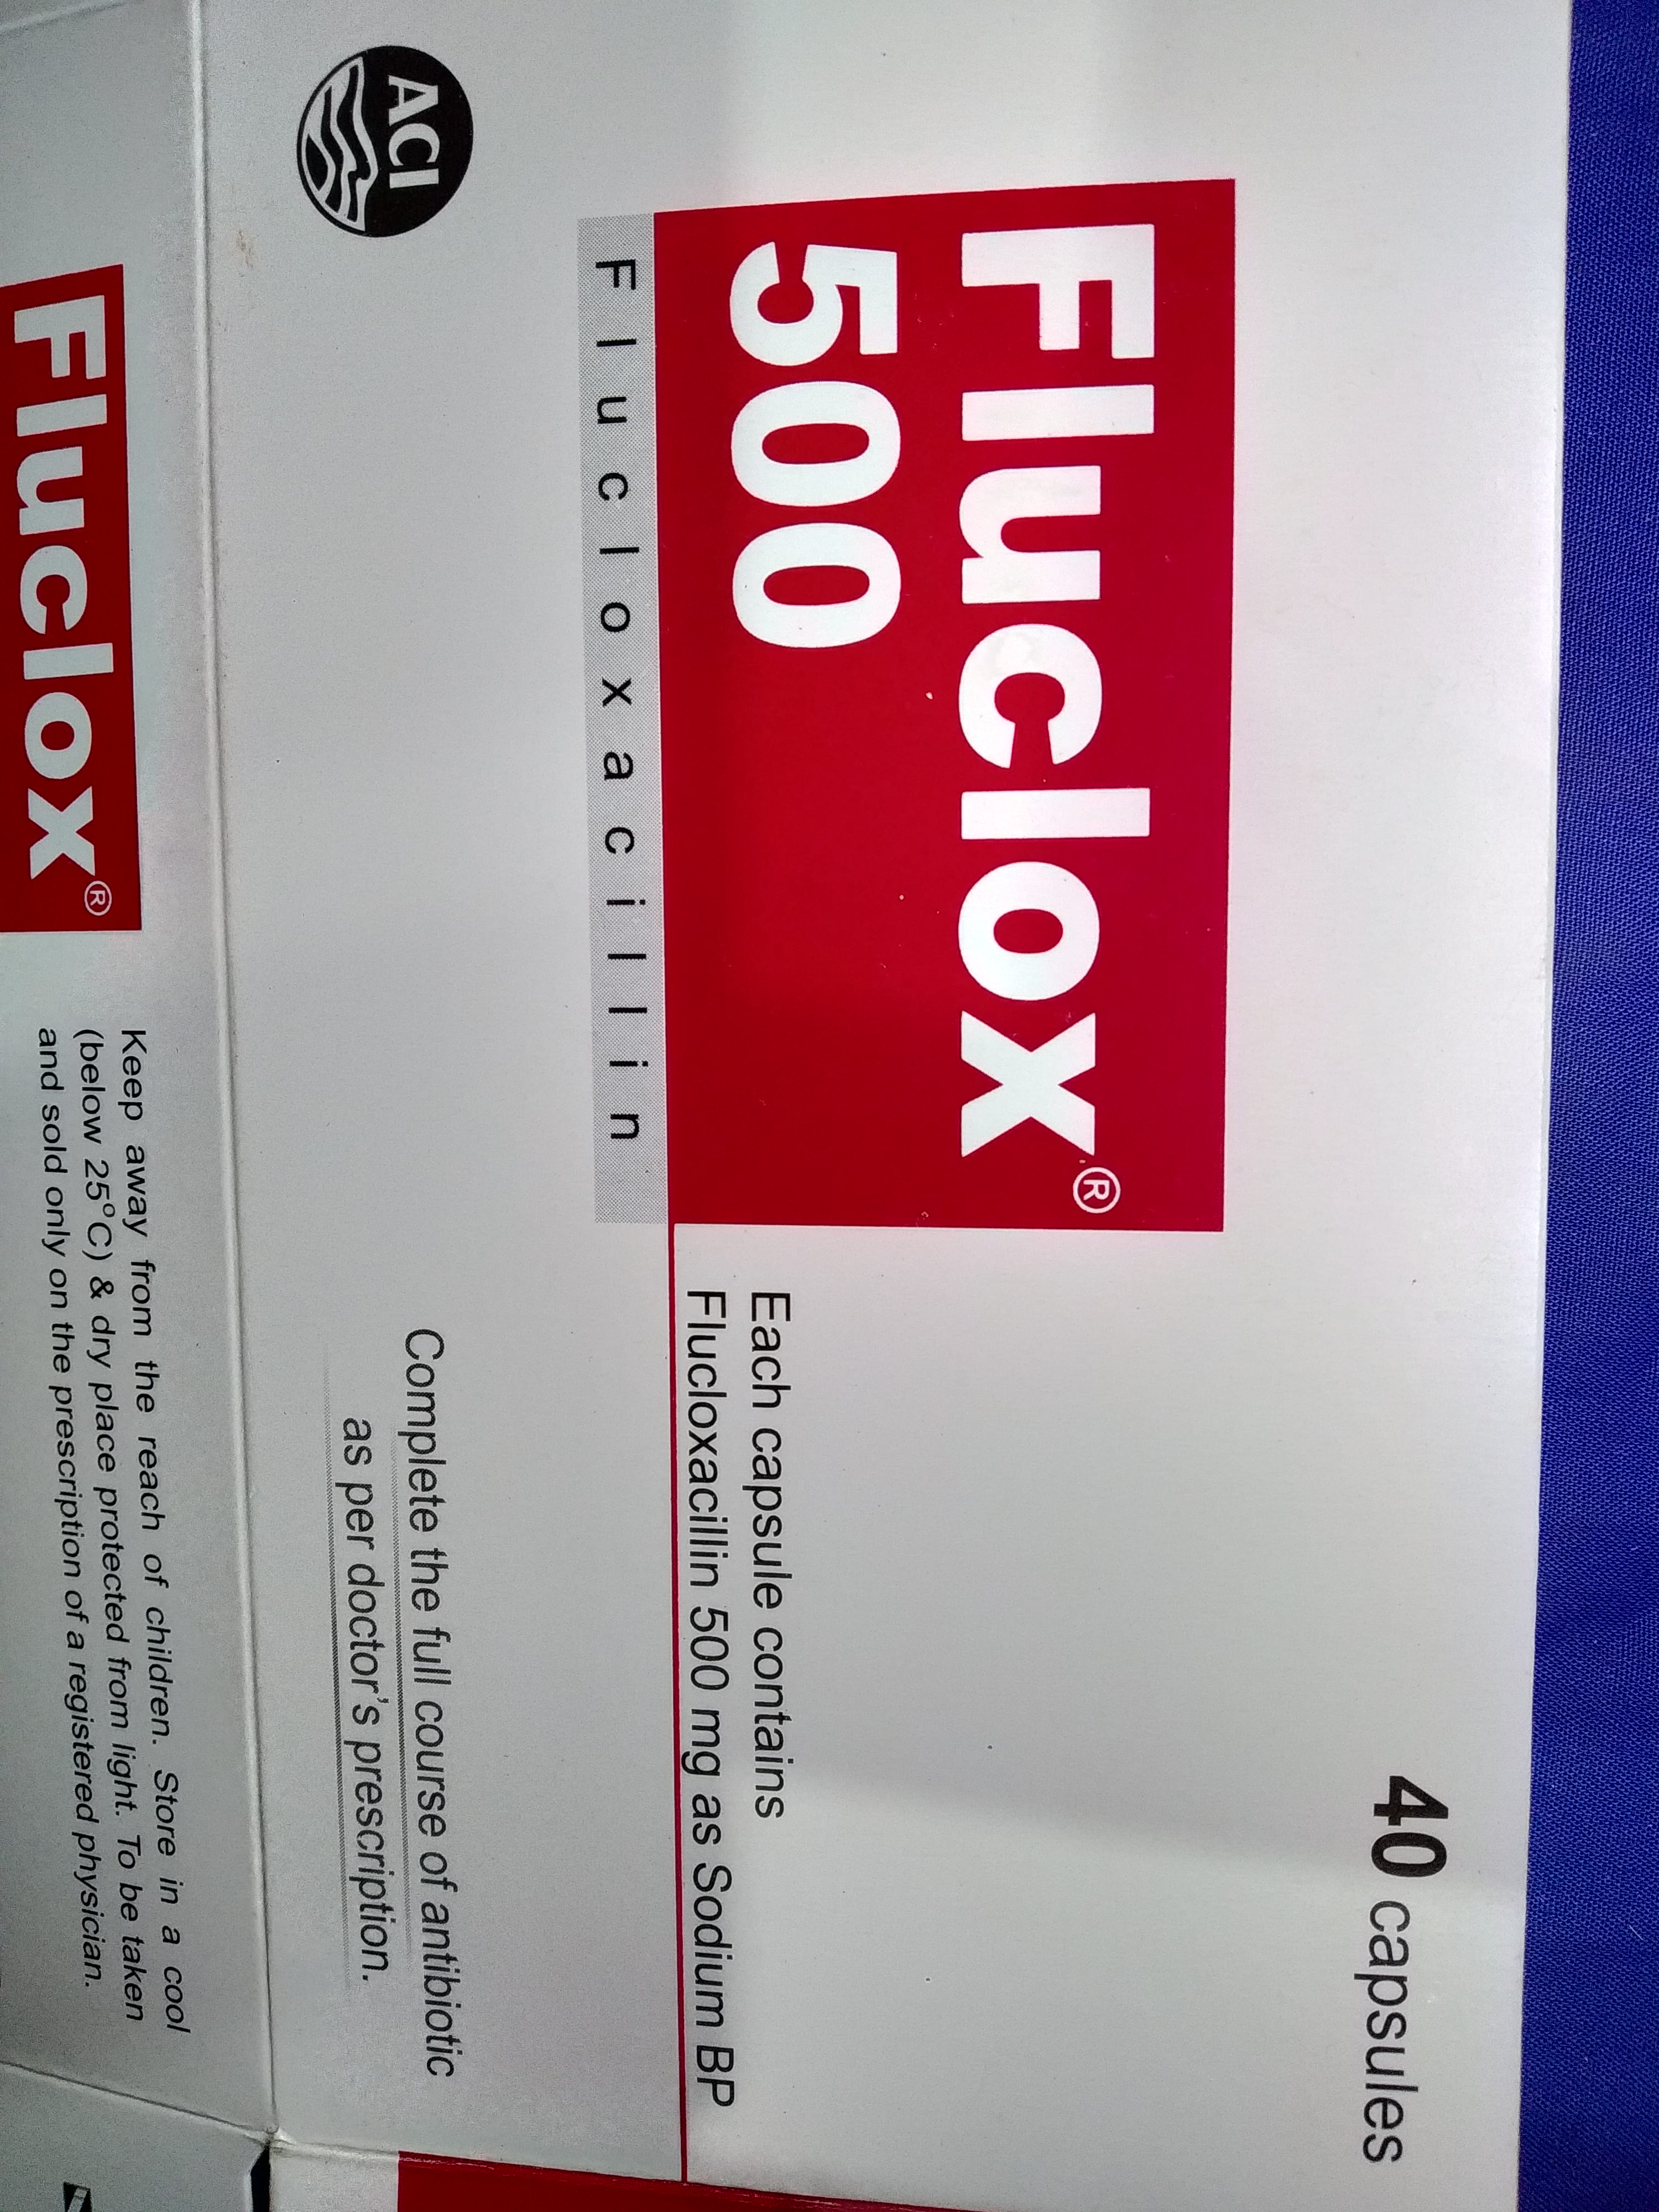 40 capsules
Fluclox®
500
Each capsule contains
Flucloxacillin 500 mg as Sodium BP
Flucloxacillin
ACI
Complete the full course of antibiotic
as per doctor's prescription.
Fluclox®
Keep away from the reach of children. Store in a cool
(below 25°C) & dry place protected from light. To be taken
and sold only on the prescription of a registered physician.